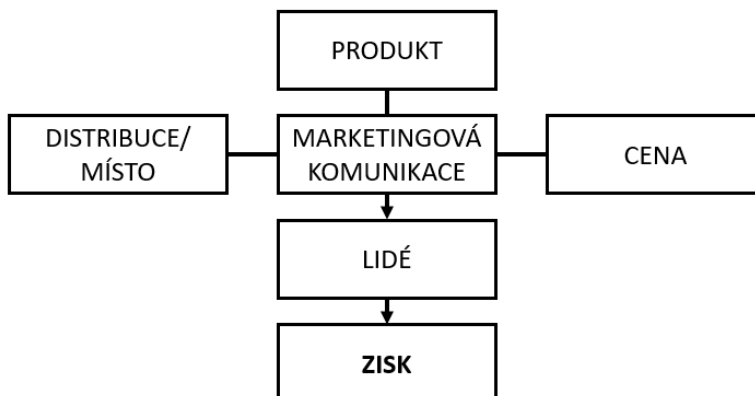 PRODUKT
DISTRIBUCE/
MÍSTO
MARKETINGOVÁ
KOMUNIKACE
CENA
LIDÉ
ZISK